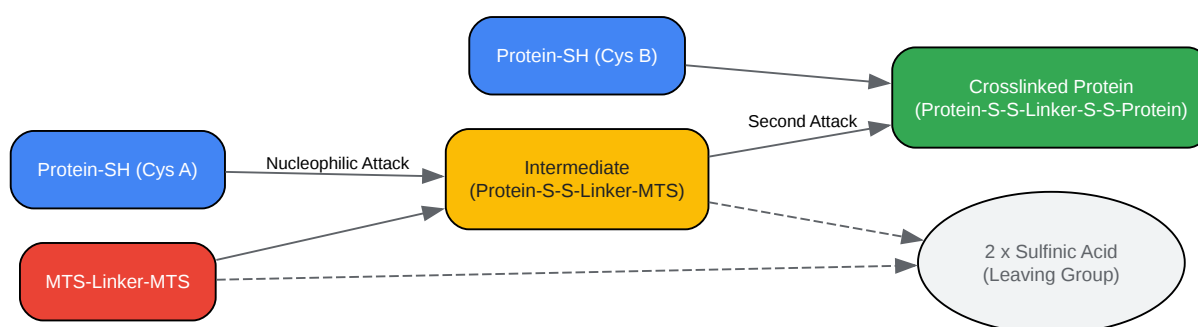 Protein-SH (Cys B)
Crosslinked Protein
(Protein-S-S-Linker-S-S-Protein)
Second Attack
Protein-SH (Cys A)
Nucleophilic Attack
Intermediate
(Protein-S-S-Linker-MTS)
MTS-Linker-MTS
2 x Sulfinic Acid
(Leaving Group)